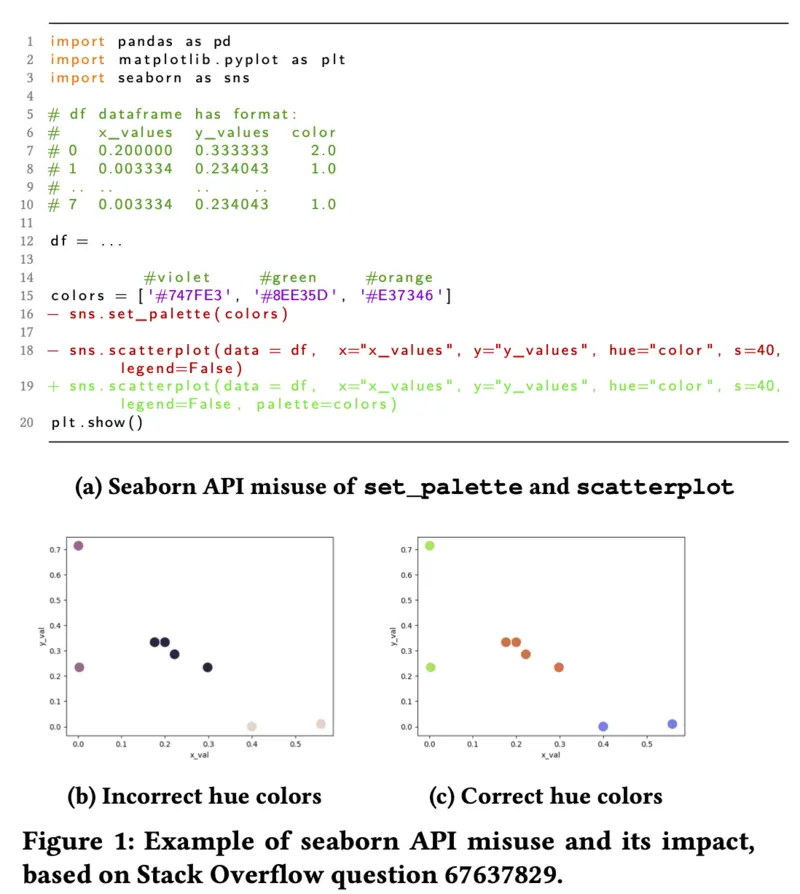 1 import pandas as pd
2 import matplotlib.pyplot as plt
3 import seaborn as sns
4
5 # df dataframe has format:
6 # x_values y_values color
7 # 0 0.200000 0.333333 2.0
8 # 1 0.003334 0.234043 1.0
9 # .. .. .. ..
10 # 7 0.003334 0.234043 1.0
11
12 df = ...
13
14 #violet #green #orange
15 colors = ['#747FE3', '#8EE35D', '#E37346']
16 − sns.set_palette(colors)
17
18 − sns.scatterplot(data = df, x="x_values", y="y_values", hue="color", s=40,
legend=False)
19 + sns.scatterplot(data = df, x="x_values", y="y_values", hue="color", s=40,
legend=False, palette=colors)
20 plt.show()
(a) Seaborn API misuse of set_palette and scatterplot
0.7
0.6
0.5
0.4
0.3
0.2
0.1
0.0
y_val
0.0 0.1 0.2 0.3 0.4 0.5
x_val
(b) Incorrect hue colors
0.7
0.6
0.5
0.4
0.3
0.2
0.1
0.0
y_val
0.0 0.1 0.2 0.3 0.4 0.5
x_val
(c) Correct hue colors
Figure 1: Example of seaborn API misuse and its impact,
based on Stack Overflow question 67637829.